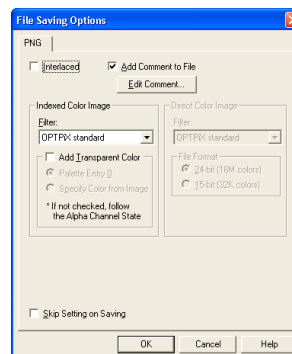 File Saving Options
PNG
Interlaced
Add Comment to File
Edit Comment...
Indexed Color Image
Filter:
OPTPiX standard
Add Transparent Color
Palette Entry 0
Specify Color from Image
* If not checked, follow
the Alpha Channel State
Direct Color Image
Filter:
OPTPiX standard
File Format
24-bit (16M colors)
15-bit (32K colors)
Skip Setting on Saving
OK
Cancel
Help